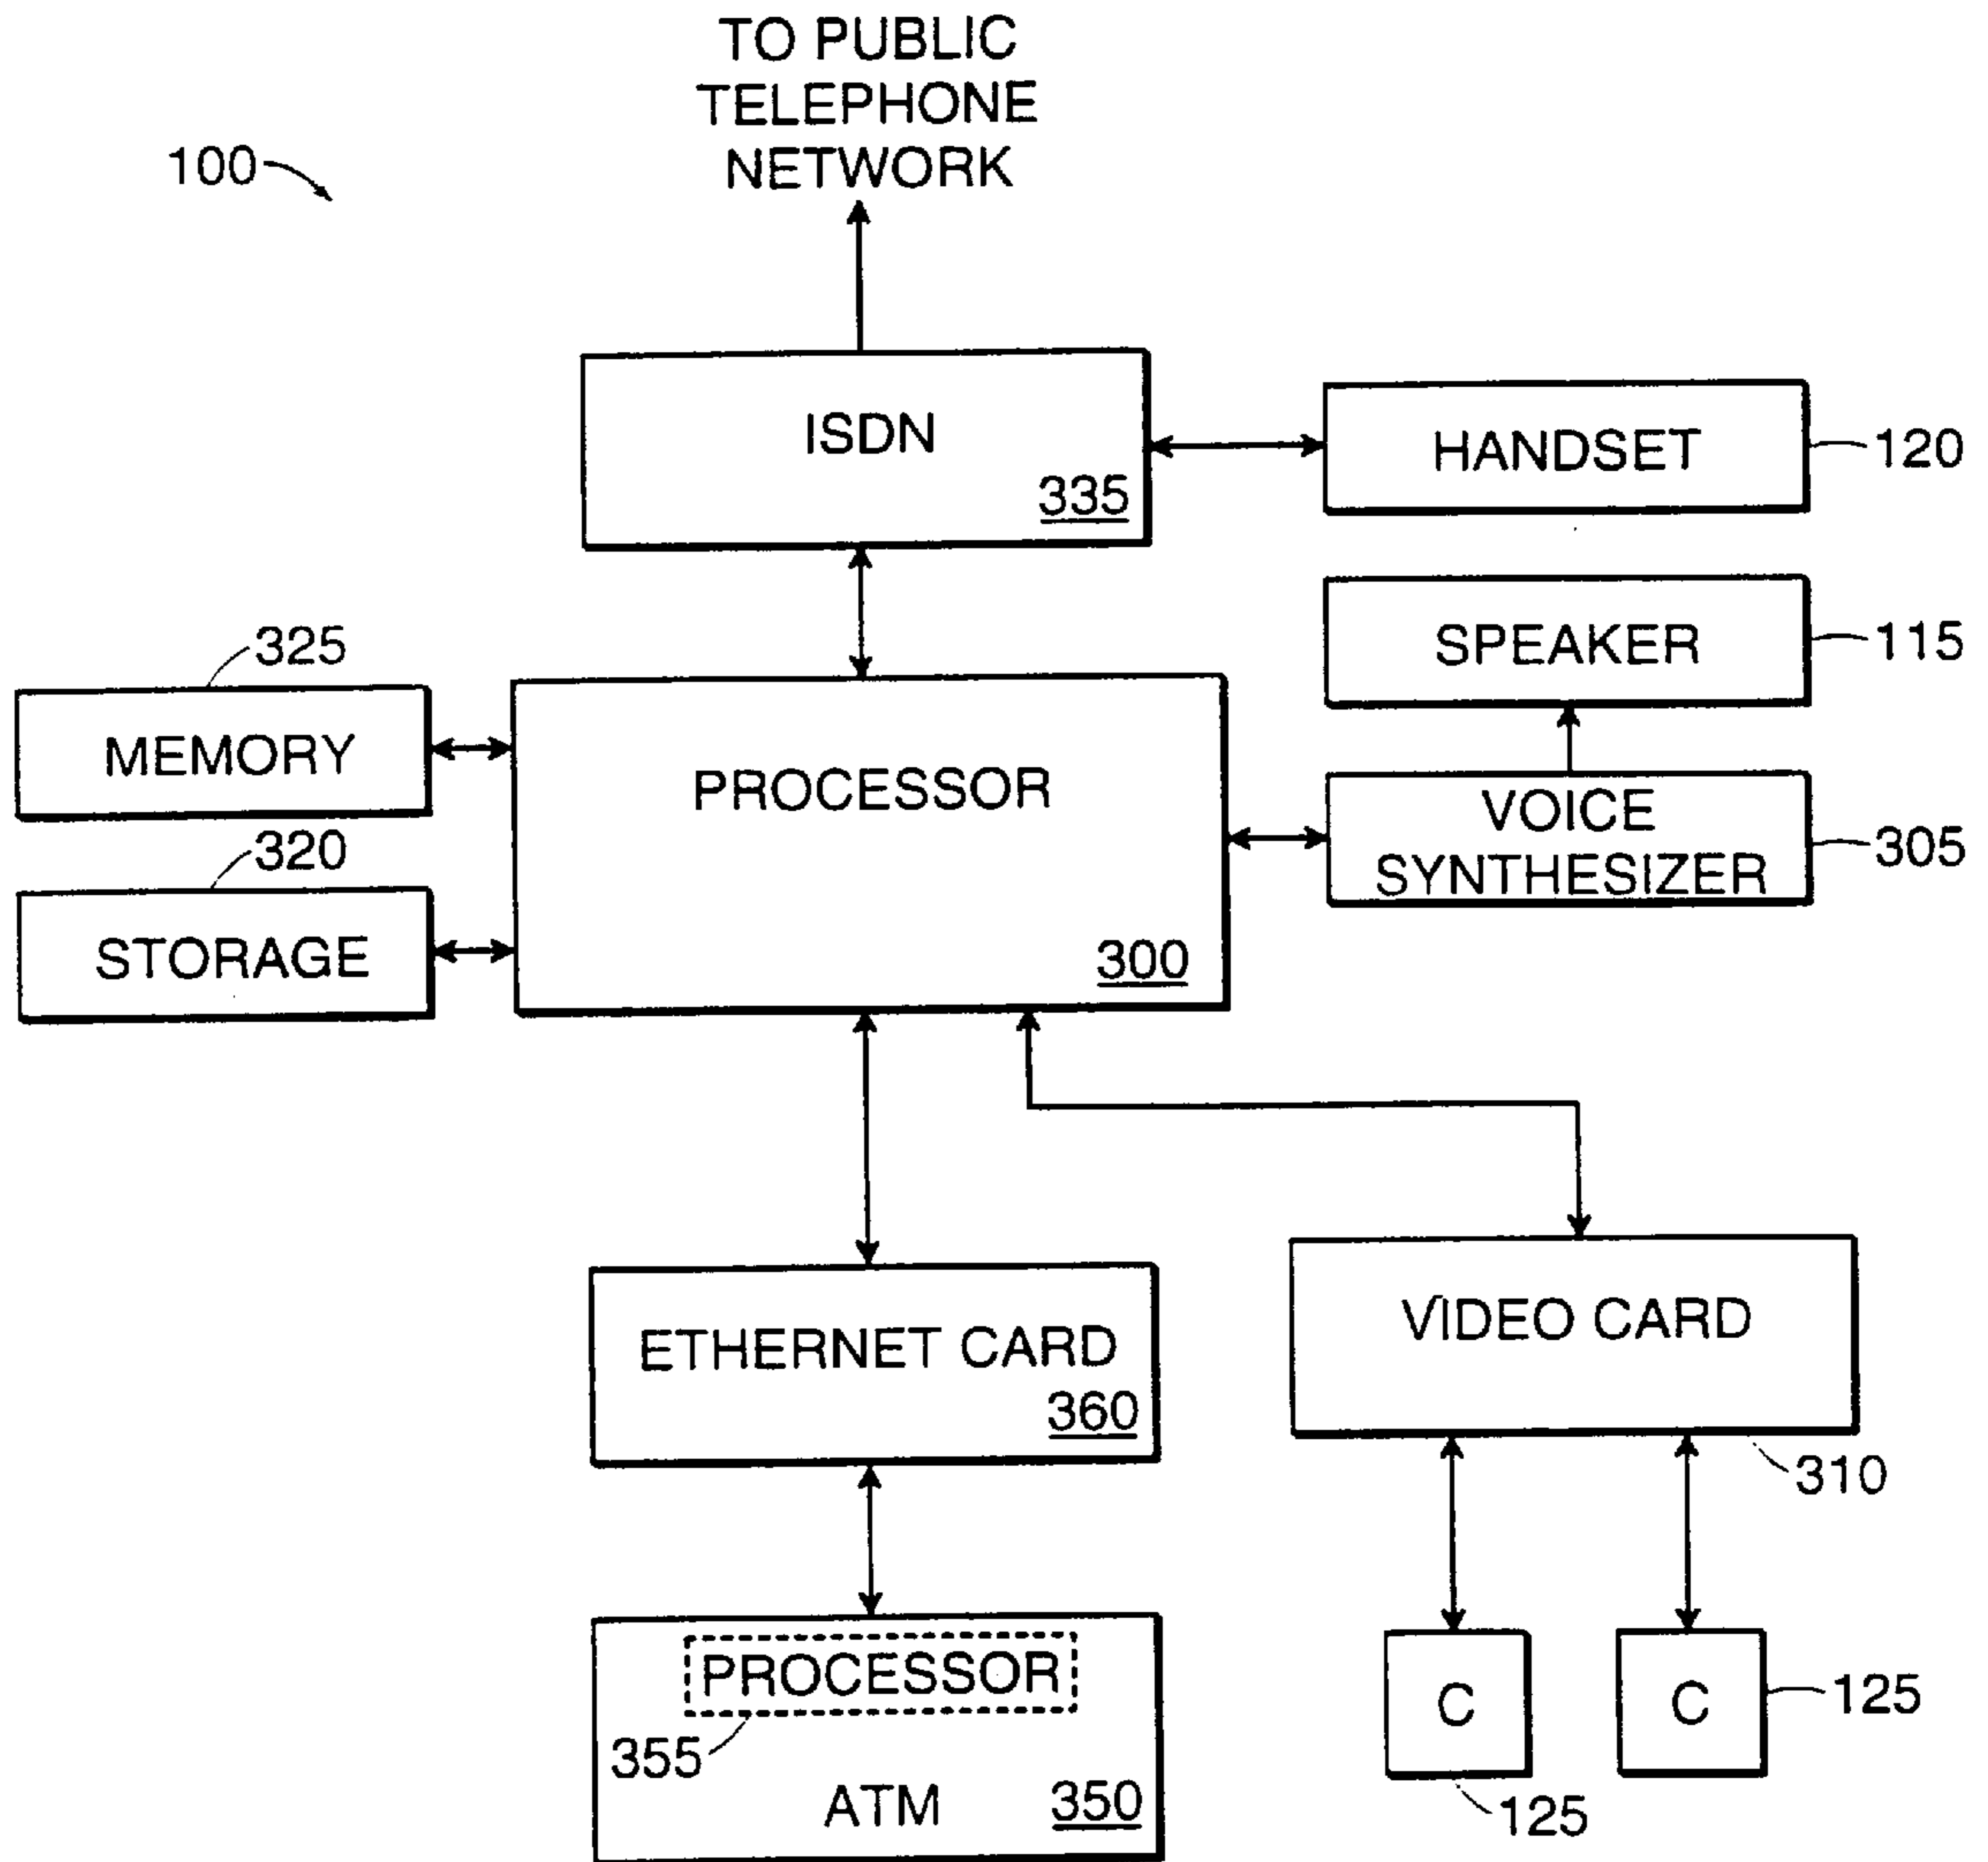 TO PUBLIC
TELEPHONE
NETWORK
100
ISDN
335
HANDSET
120
SPEAKER
115
325
MEMORY
PROCESSOR
300
VOICE
SYNTHESIZER
305
320
STORAGE
ETHERNET CARD
360
VIDEO CARD
310
PROCESSOR
355
ATM
350
C
125
C
125